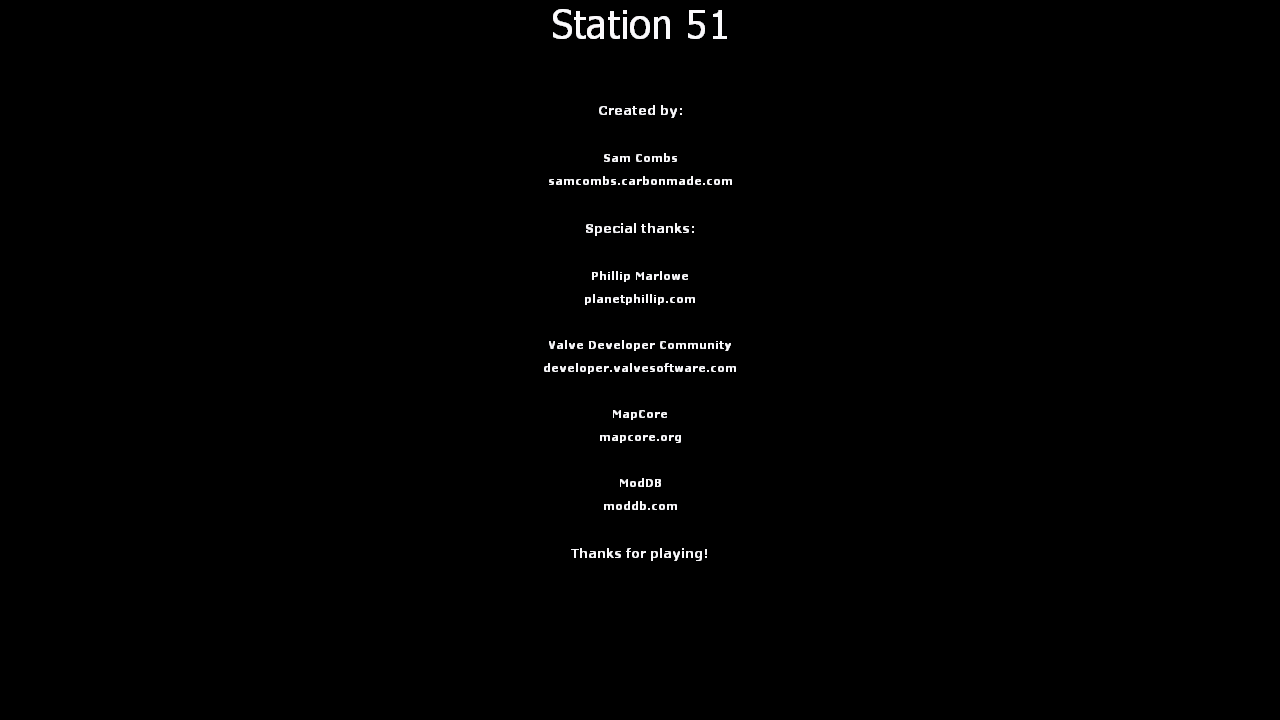 Station 51
Created by:
Sam Combs
samcombs.carbonmade.com
Special thanks:
Phillip Marlowe
planetphillip.com
Valve Developer Community
developer.valvesoftware.com
MapCore
mapcore.org
ModDB
moddb.com
Thanks for playing!